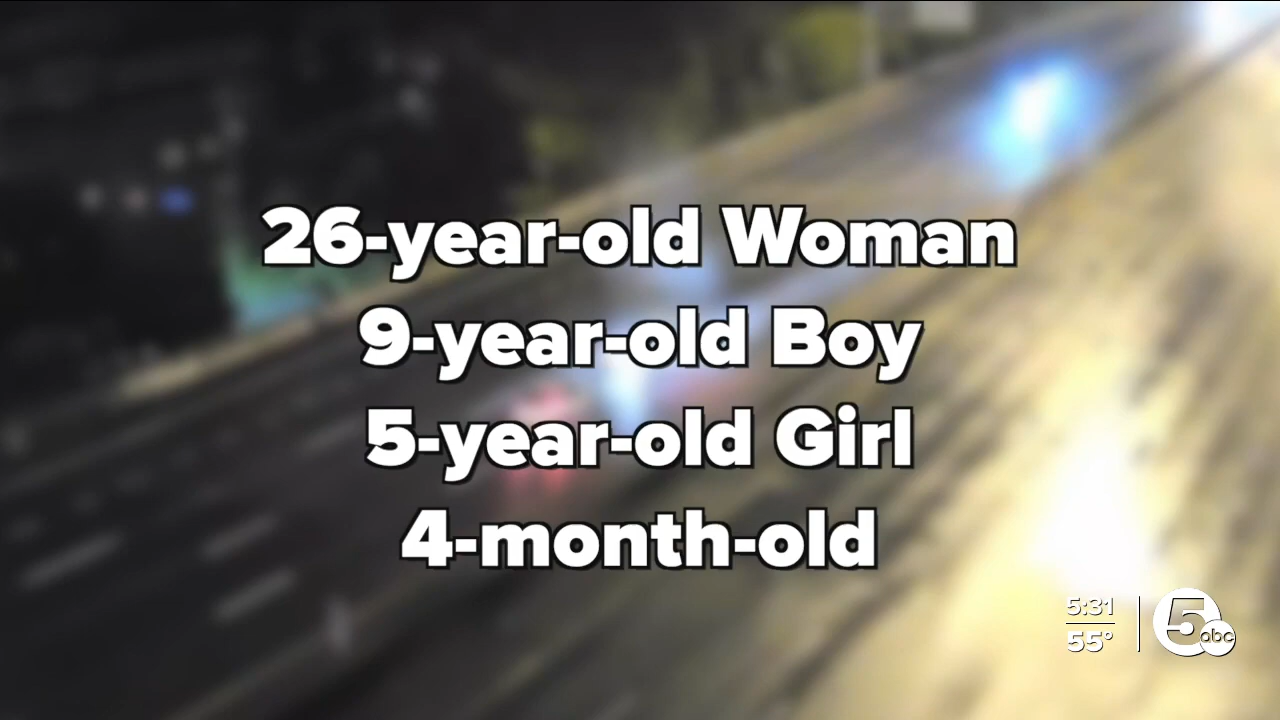 26-year-old Woman
9-year-old Boy
5-year-old Girl
4-month-old
5:31
55°
5
abc